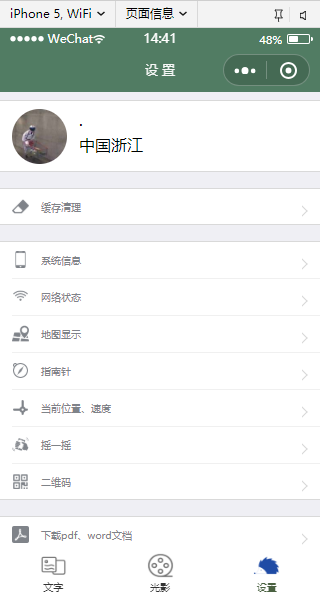 iPhone 5, WiFi 页面信息
WeChat 14:41 48%
设置
.
中国浙江
缓存清理
系统信息
网络状态
地图显示
指南针
当前位置、速度
摇一摇
二维码
下载pdf、word文档
文字 光影 设置